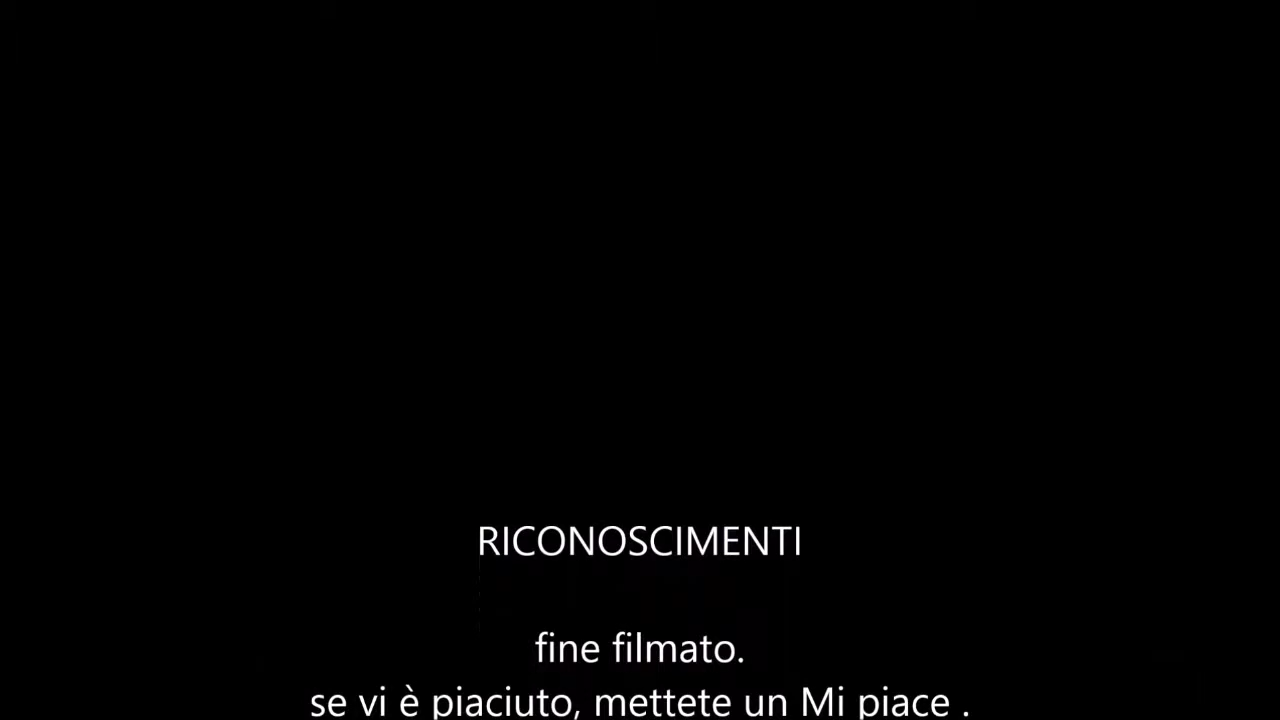 RICONOSCIMENTI
fine filmato.
se vi è piaciuto, mettete un Mi piace .